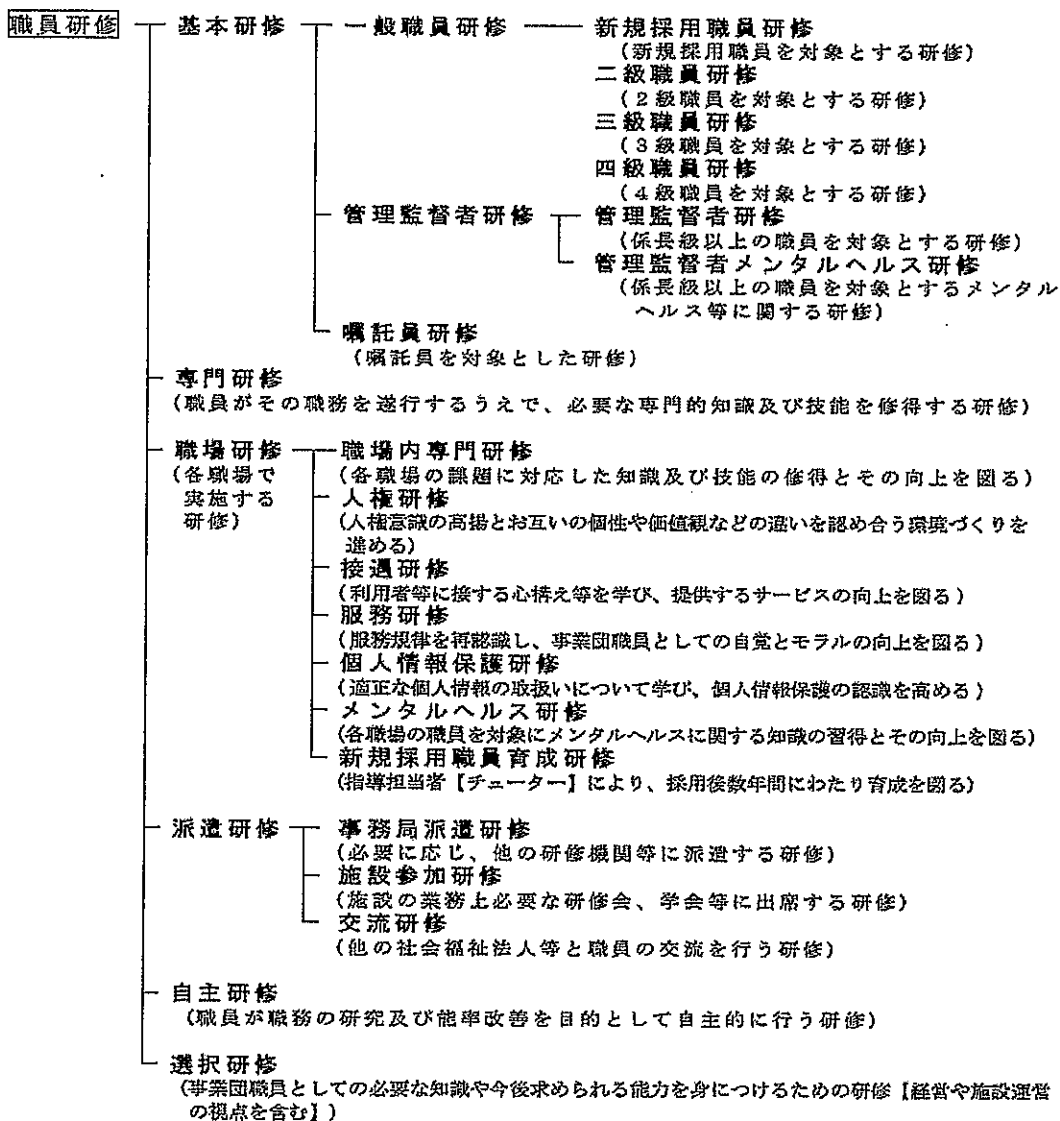 職員研修 基本研修 一般職員研修 新規採用職員研修
(新規採用職員を対象とする研修)
二級職員研修
(2級職員を対象とする研修)
三級職員研修
(3級職員を対象とする研修)
四級職員研修
(4級職員を対象とする研修)
管理監督者研修 管理監督者研修
(係長級以上の職員を対象とする研修)
管理監督者メンタルヘルス研修
(係長級以上の職員を対象とするメンタル
ヘルス等に関する研修)
嘱託員研修
(嘱託員を対象とした研修)
専門研修
(職員がその職務を遂行するうえで、必要な専門的知識及び技能を修得する研修)
職場研修 職場内専門研修
(各職場で (各職場の課題に対応した知識及び技能の修得とその向上を図る)
実施する 人権研修
研修) (人権意識の高揚とお互いの個性や価値観などの違いを認め合う環境づくりを
進める)
接遇研修
(利用者等に接する心構え等を学び、提供するサービスの向上を図る)
服務研修
(服務規律を再認識し、事業団職員としての自覚とモラルの向上を図る)
個人情報保護研修
(適正な個人情報の取扱いについて学び、個人情報保護の認識を高める)
メンタルヘルス研修
(各職場の職員を対象にメンタルヘルスに関する知識の習得とその向上を図る)
新規採用職員育成研修
(指導担当者【チューター】により、採用後数年間にわたり育成を図る)
派遣研修 事務局派遣研修
(必要に応じ、他の研修機関等に派遣する研修)
施設参加研修
(施設の業務上必要な研修会、学会等に出席する研修)
交流研修
(他の社会福祉法人等と職員の交流を行う研修)
自主研修
(職員が職務の研究及び能率改善を目的として自主的に行う研修)
選択研修
(事業団職員としての必要な知識や今後求められる能力を身につけるための研修【経営や施設運営
の視点を含む】)